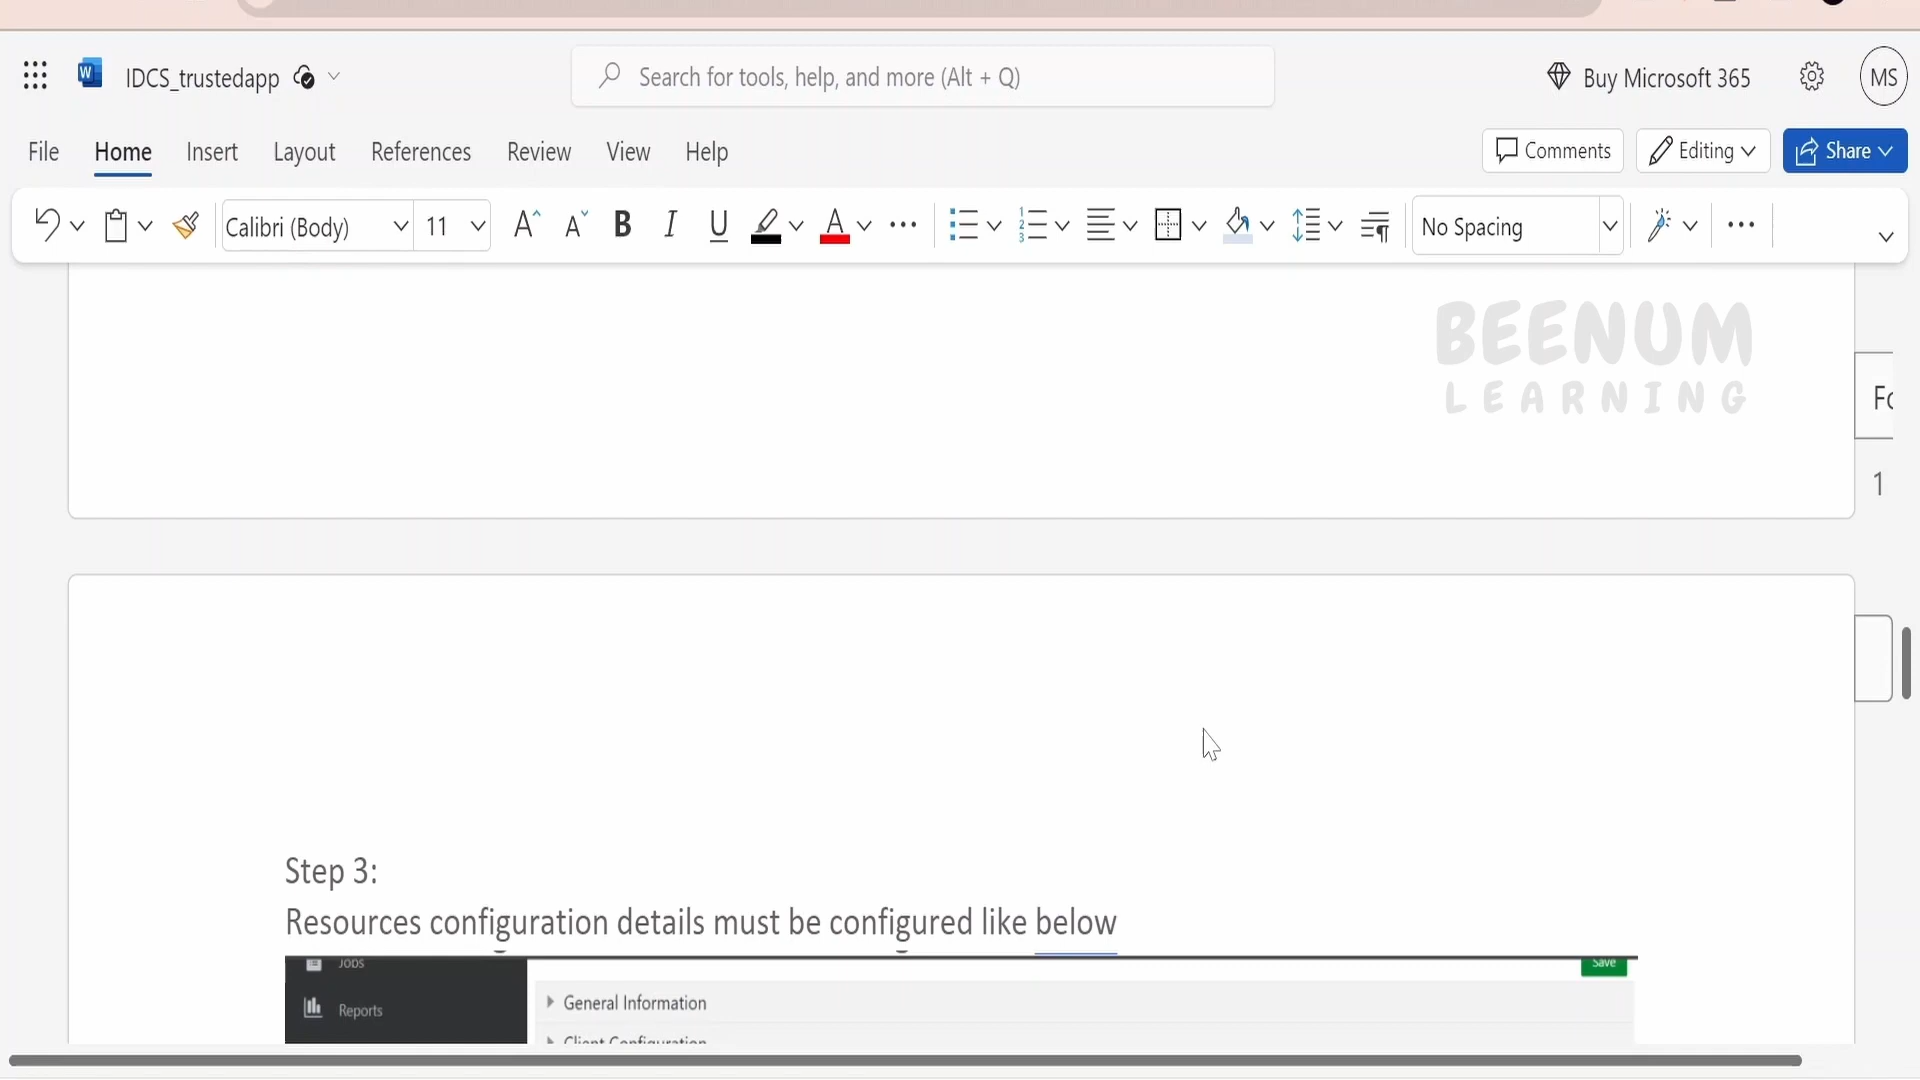 IDCS_trustedapp
Search for tools, help, and more (Alt + Q)
Buy Microsoft 365
MS
File Home Insert Layout References Review View Help
Comments
Editing
Share
Calibri (Body)
11
No Spacing
BEENUM
LEARNING
1
Step 3:
Resources configuration details must be configured like below
Jobs
Save
Reports
General Information
Client Configuration